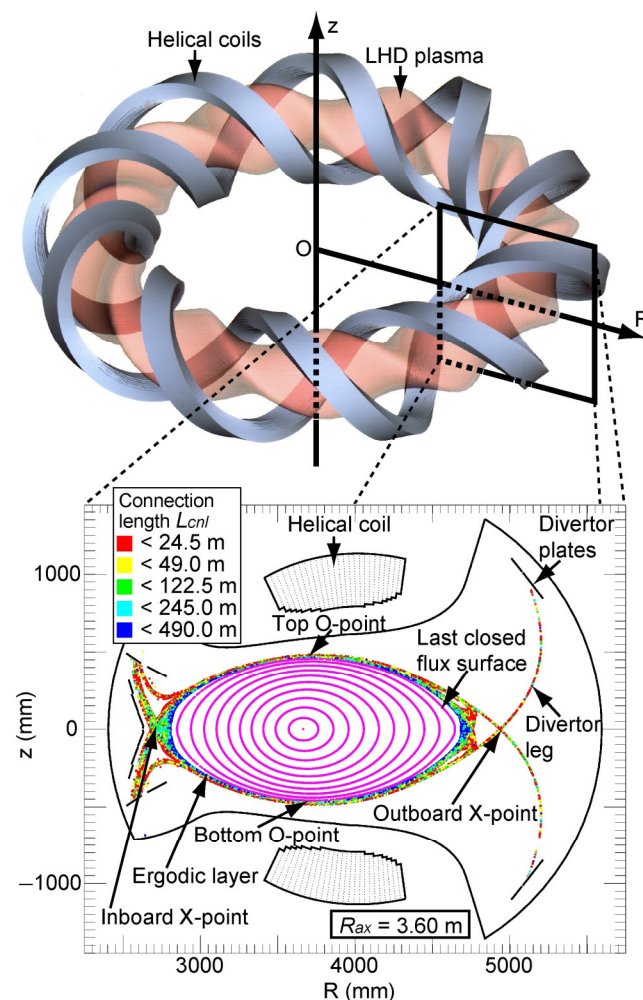 z
Helical coils
LHD plasma
O
R
Connection
length Lcnl
< 24.5 m
< 49.0 m
< 122.5 m
< 245.0 m
< 490.0 m
Helical coil
Divertor
plates
Top O-point
Last closed
flux surface
Divertor
leg
Outboard X-point
Bottom O-point
Ergodic layer
Inboard X-point
Rax = 3.60 m
1000
0
-1000
z (mm)
3000
4000
5000
R (mm)